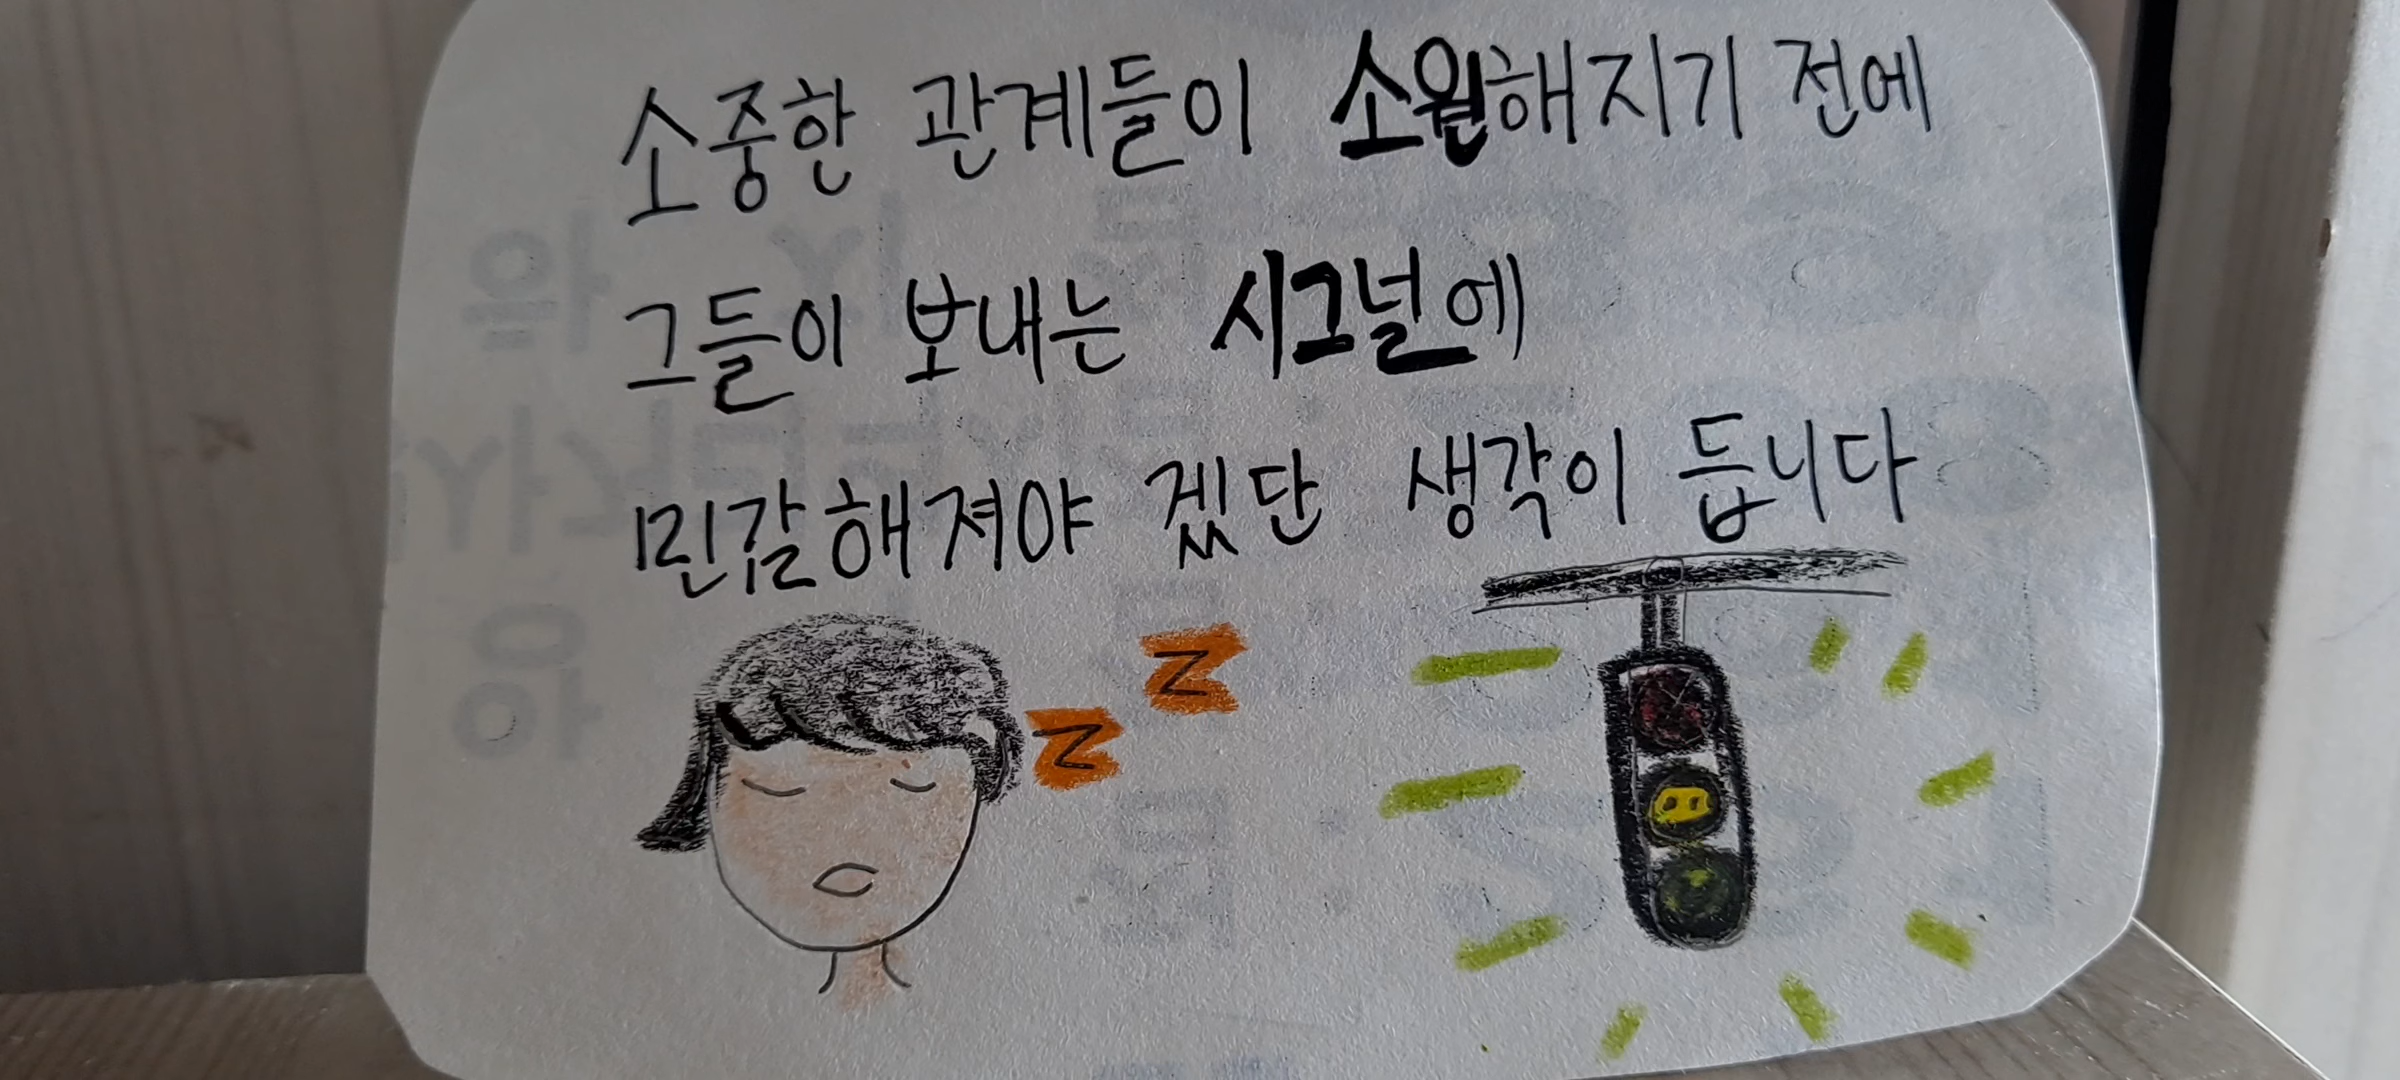 소중한 관계들이 소원해지기 전에
그들이 보내는 시그널에
민감해져야 겠단 생각이 듭니다
z
z